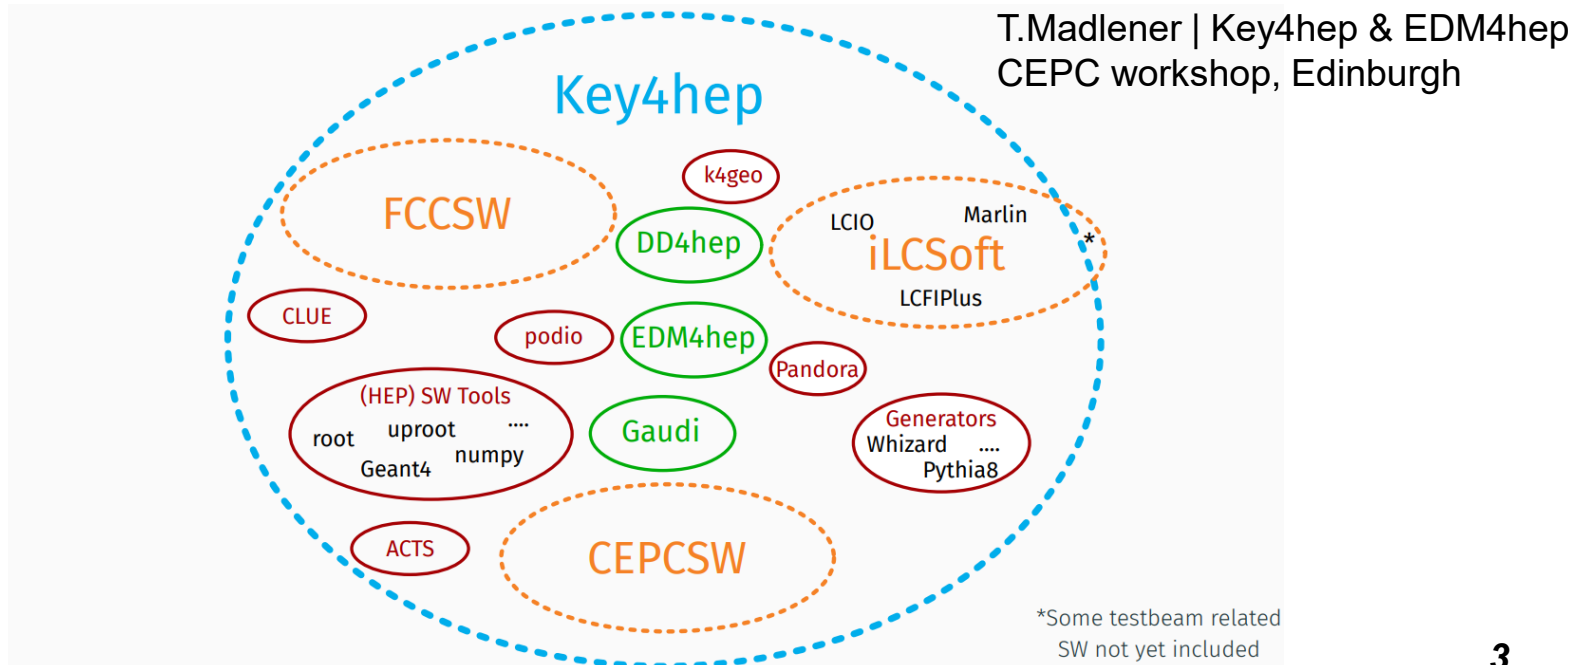 T.Madlener | Key4hep & EDM4hep
CEPC workshop, Edinburgh
Key4hep
k4geo
FCCSW
DD4hep
LCIO
Marlin
iLCSoft
*
LCFIPlus
CLUE
podio
EDM4hep
Pandora
(HEP) SW Tools
root
uproot
....
Geant4
numpy
Gaudi
Generators
Whizard
....
Pythia8
ACTS
CEPCSW
*Some testbeam related
SW not yet included
3